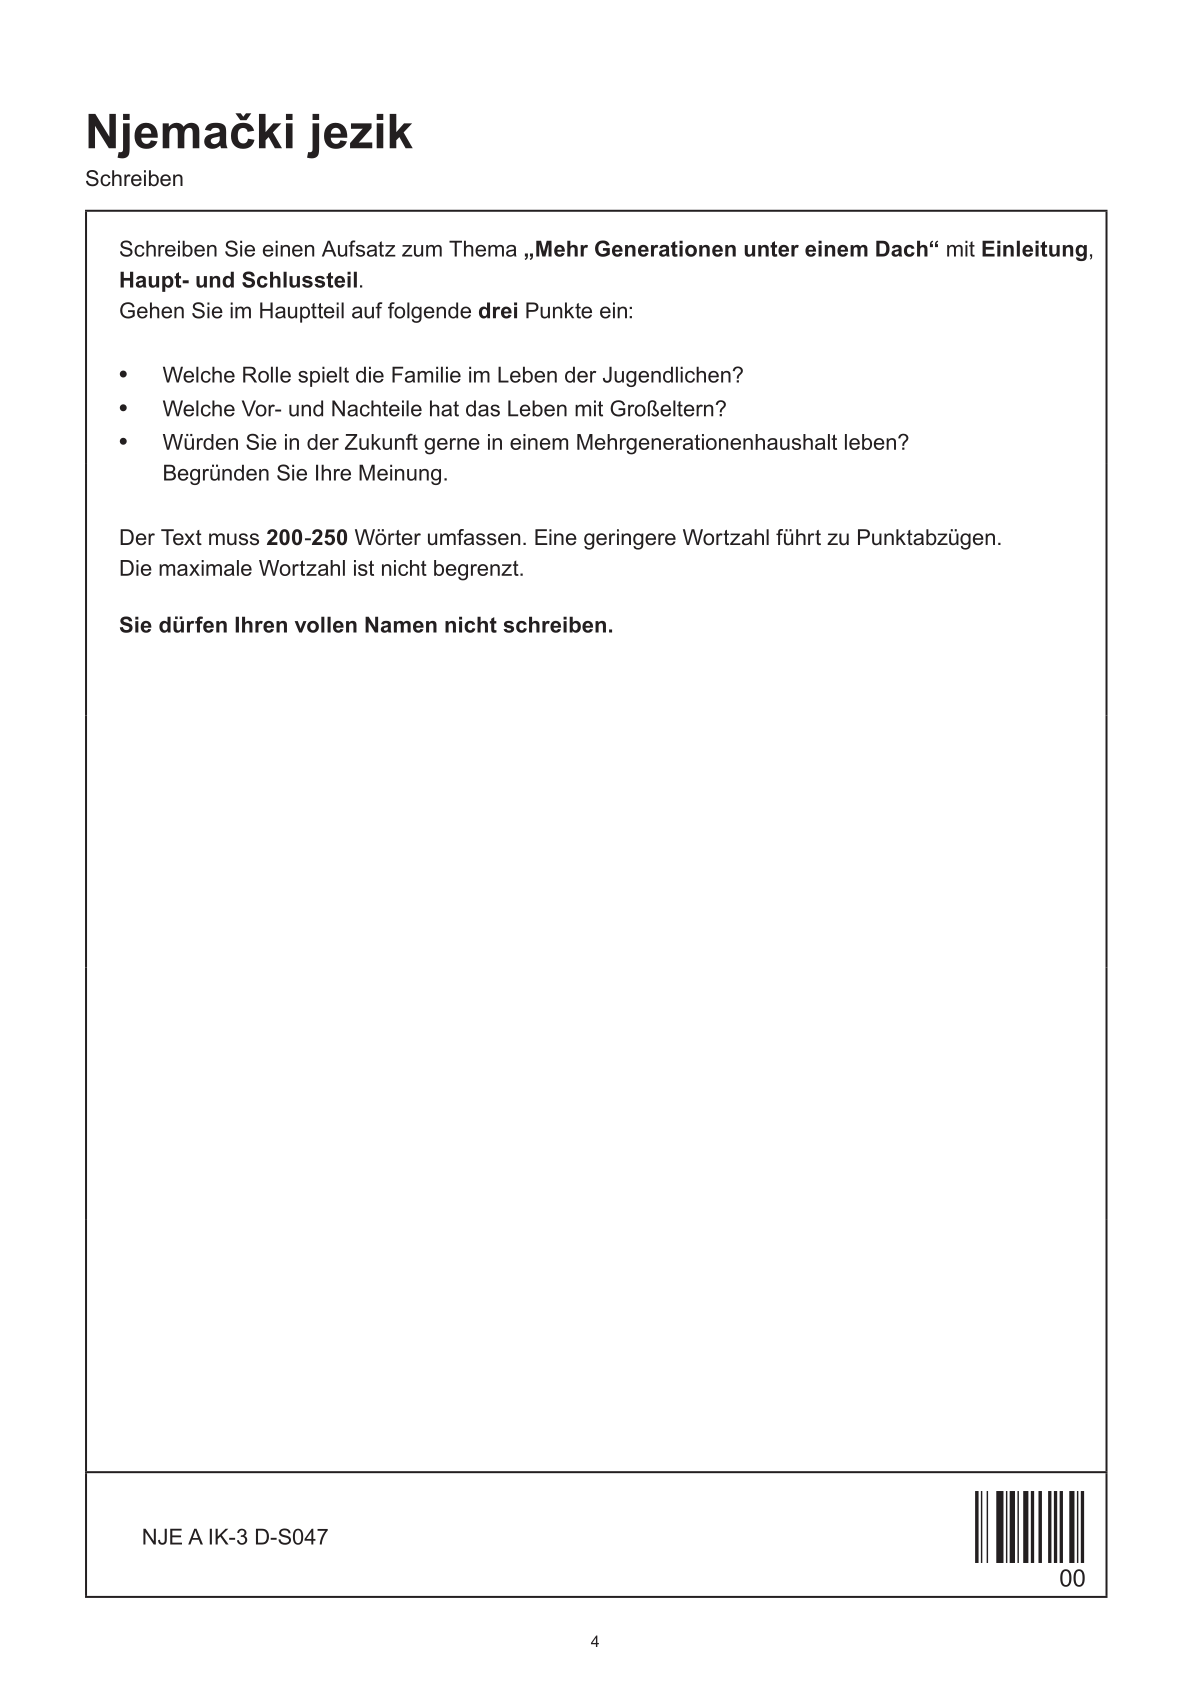 Njemački jezik
Schreiben
Schreiben Sie einen Aufsatz zum Thema „Mehr Generationen unter einem Dach“ mit Einleitung,
Haupt- und Schlussteil.
Gehen Sie im Hauptteil auf folgende drei Punkte ein:
• Welche Rolle spielt die Familie im Leben der Jugendlichen?
• Welche Vor- und Nachteile hat das Leben mit Großeltern?
• Würden Sie in der Zukunft gerne in einem Mehrgenerationenhaushalt leben?
Begründen Sie Ihre Meinung.
Der Text muss 200-250 Wörter umfassen. Eine geringere Wortzahl führt zu Punktabzügen.
Die maximale Wortzahl ist nicht begrenzt.
Sie dürfen Ihren vollen Namen nicht schreiben.
NJE A IK-3 D-S047
00
4